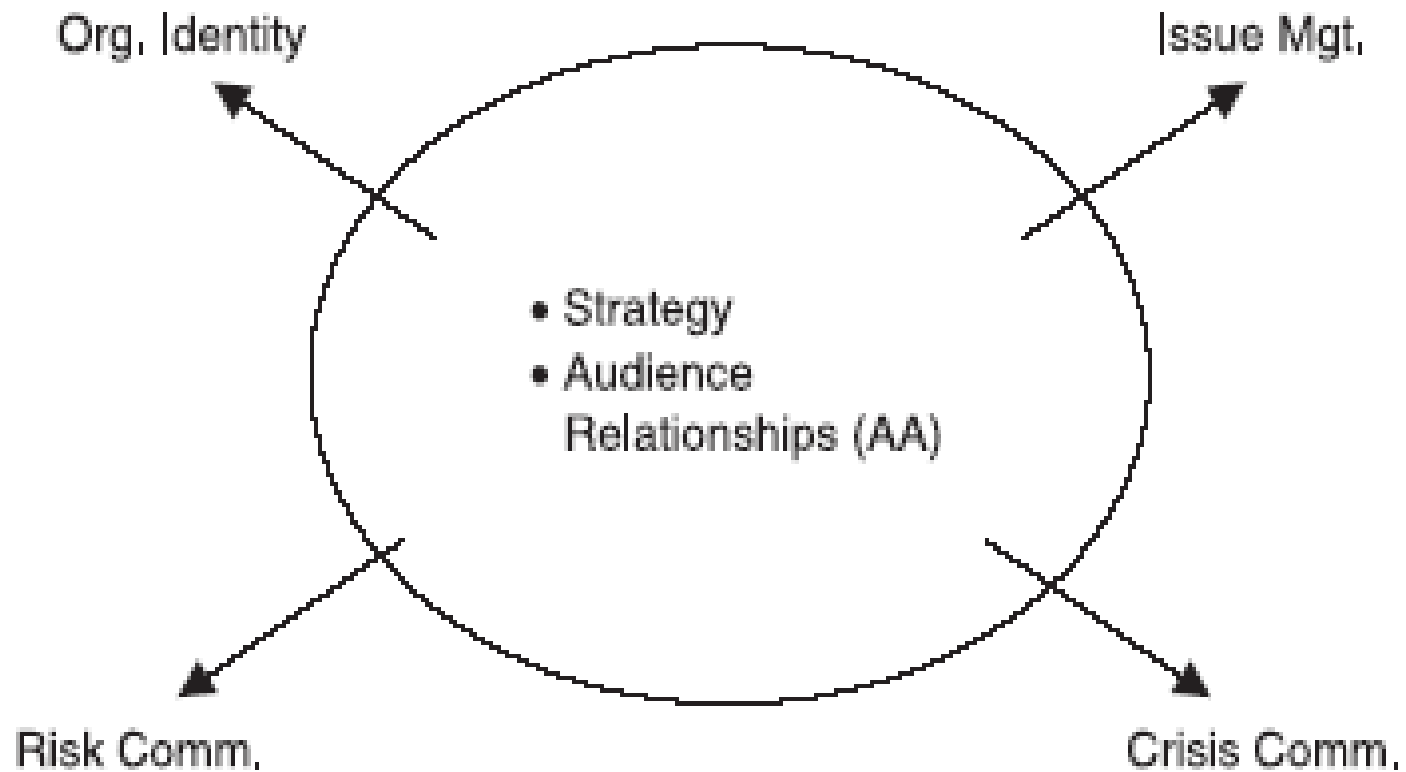 Org. Identity
Issue Mgt.
• Strategy
• Audience
Relationships (AA)
Risk Comm.
Crisis Comm.